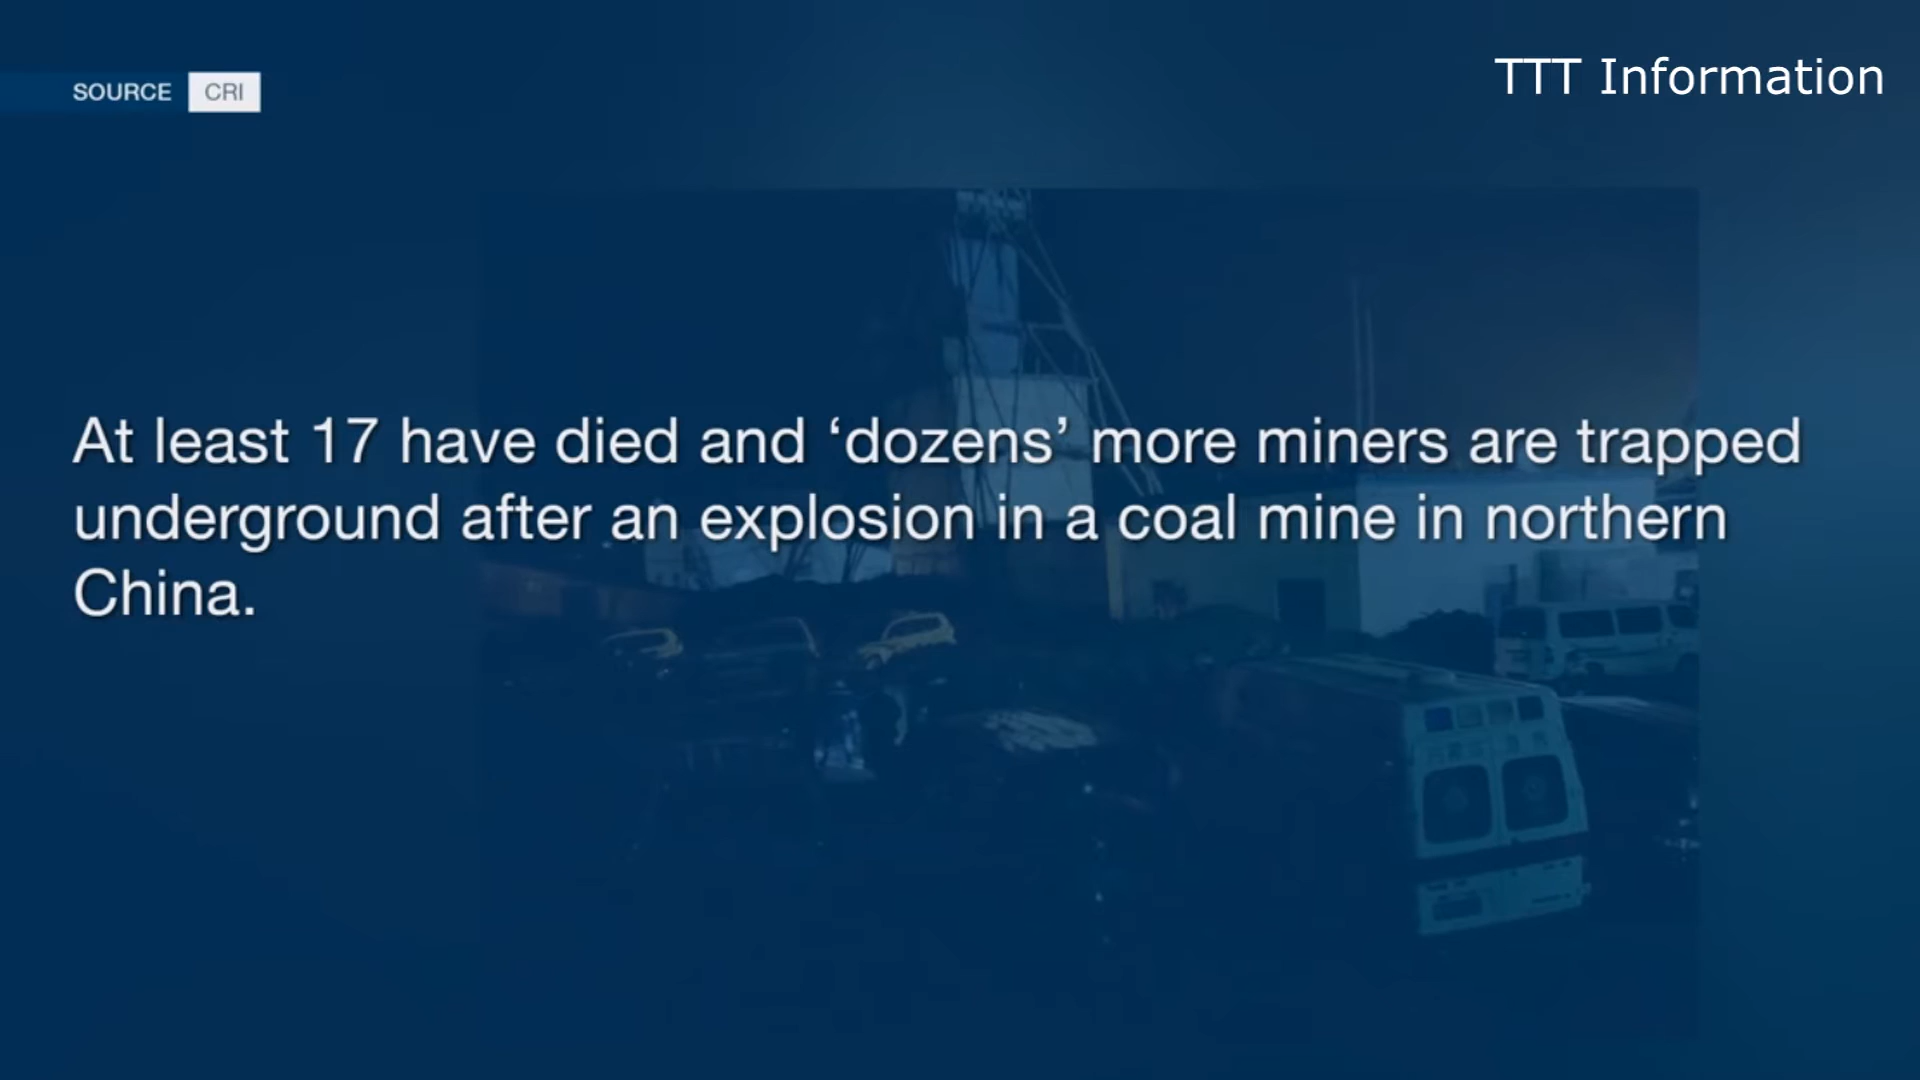 SOURCE CRI
TTT Information
At least 17 have died and ‘dozens’ more miners are trapped
underground after an explosion in a coal mine in northern
China.